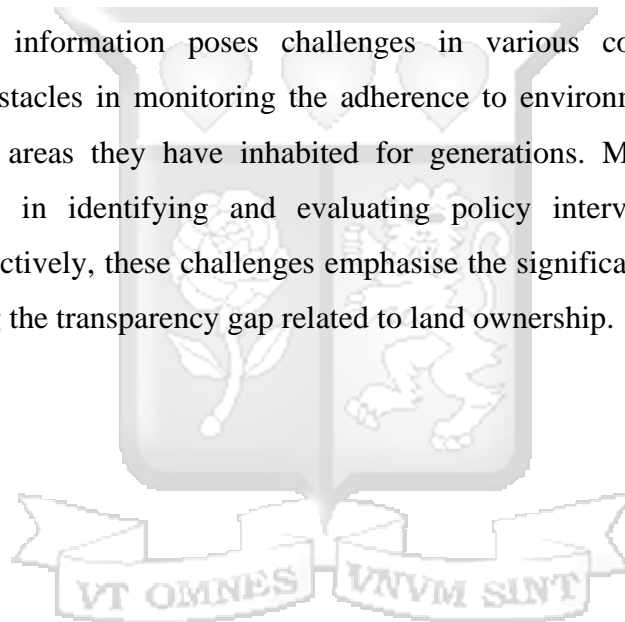 information poses challenges in various co
stacles in monitoring the adherence to environm
areas they have inhabited for generations. M
in identifying and evaluating policy interv
ctively, these challenges emphasise the significa
the transparency gap related to land ownership.
VT OMNES VNVM SINT